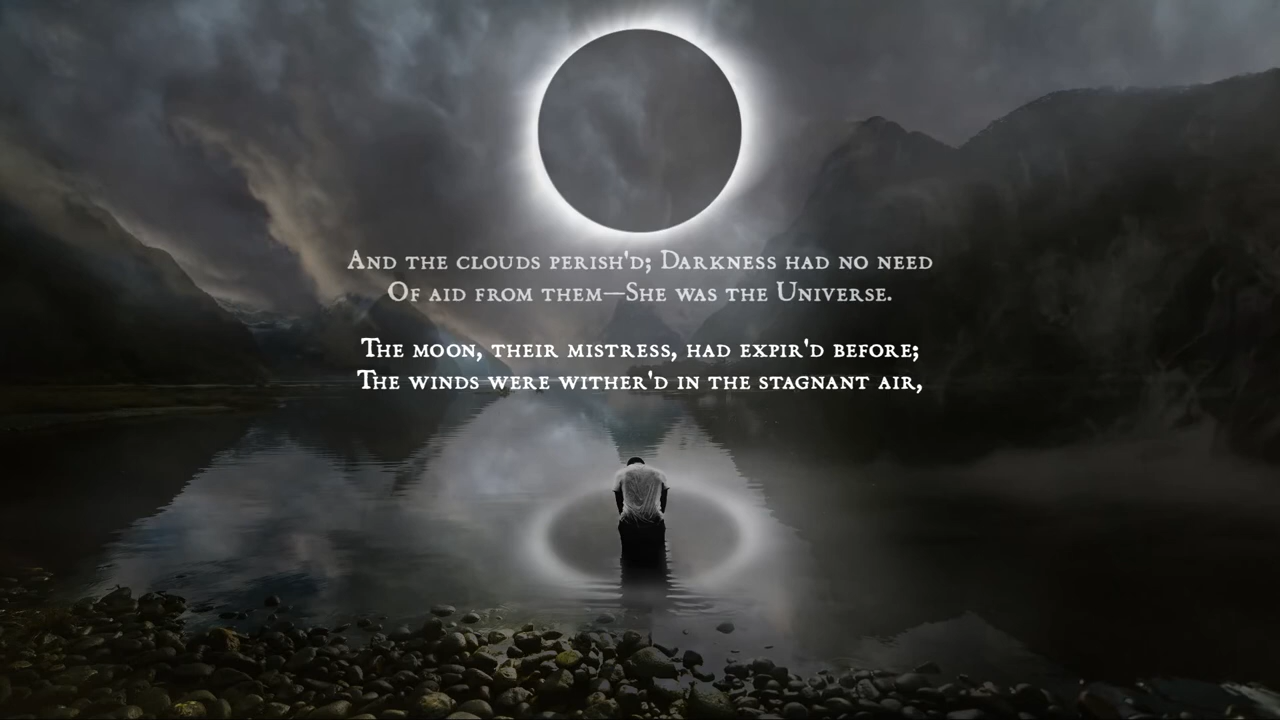 And the clouds perish'd; Darkness had no need
Of aid from them—She was the Universe.
The moon, their mistress, had expir'd before;
The winds were wither'd in the stagnant air,